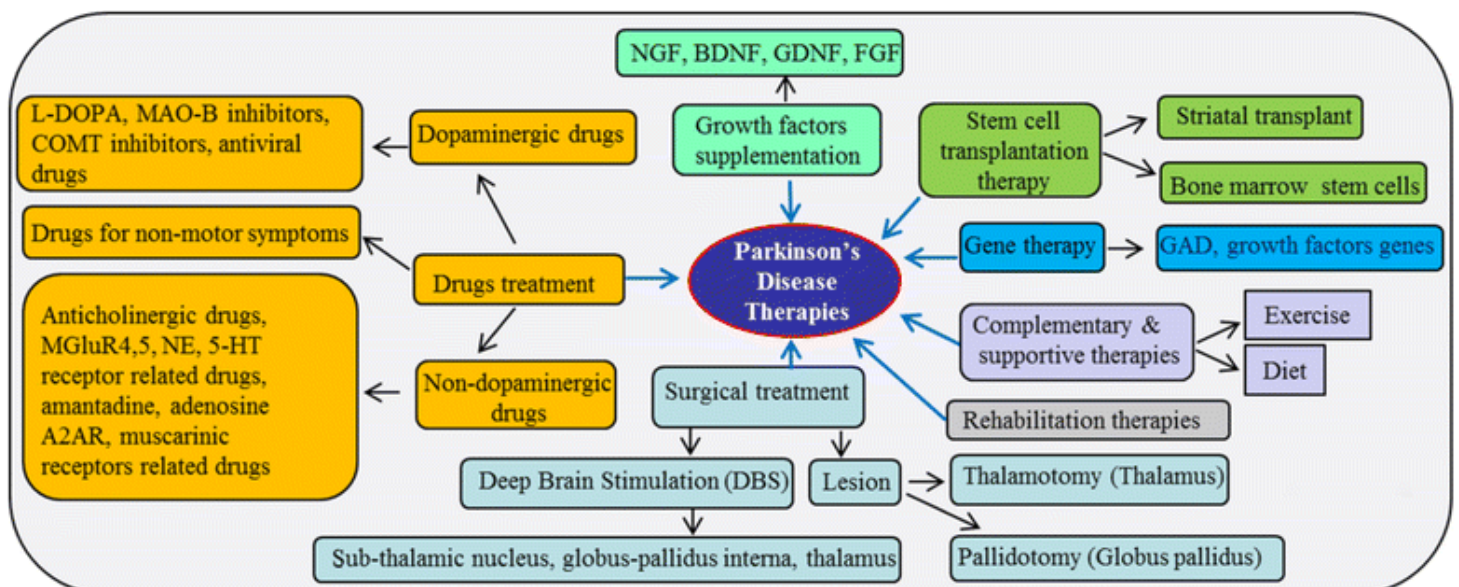 NGF, BDNF, GDNF, FGF
Growth factors
supplementation
L-DOPA, MAO-B inhibitors,
COMT inhibitors, antiviral
drugs
Dopaminergic drugs
Drugs for non-motor symptoms
Drugs treatment
Anticholinergic drugs,
MGluR4,5, NE, 5-HT
receptor related drugs,
amantadine, adenosine
A2AR, muscarinic
receptors related drugs
Non-dopaminergic
drugs
Parkinson's
Disease
Therapies
Stem cell
transplantation
therapy
Striatal transplant
Bone marrow stem cells
Gene therapy
GAD, growth factors genes
Complementary &
supportive therapies
Exercise
Diet
Rehabilitation therapies
Surgical treatment
Deep Brain Stimulation (DBS)
Sub-thalamic nucleus, globus-pallidus interna, thalamus
Lesion
Thalamotomy (Thalamus)
Pallidotomy (Globus pallidus)